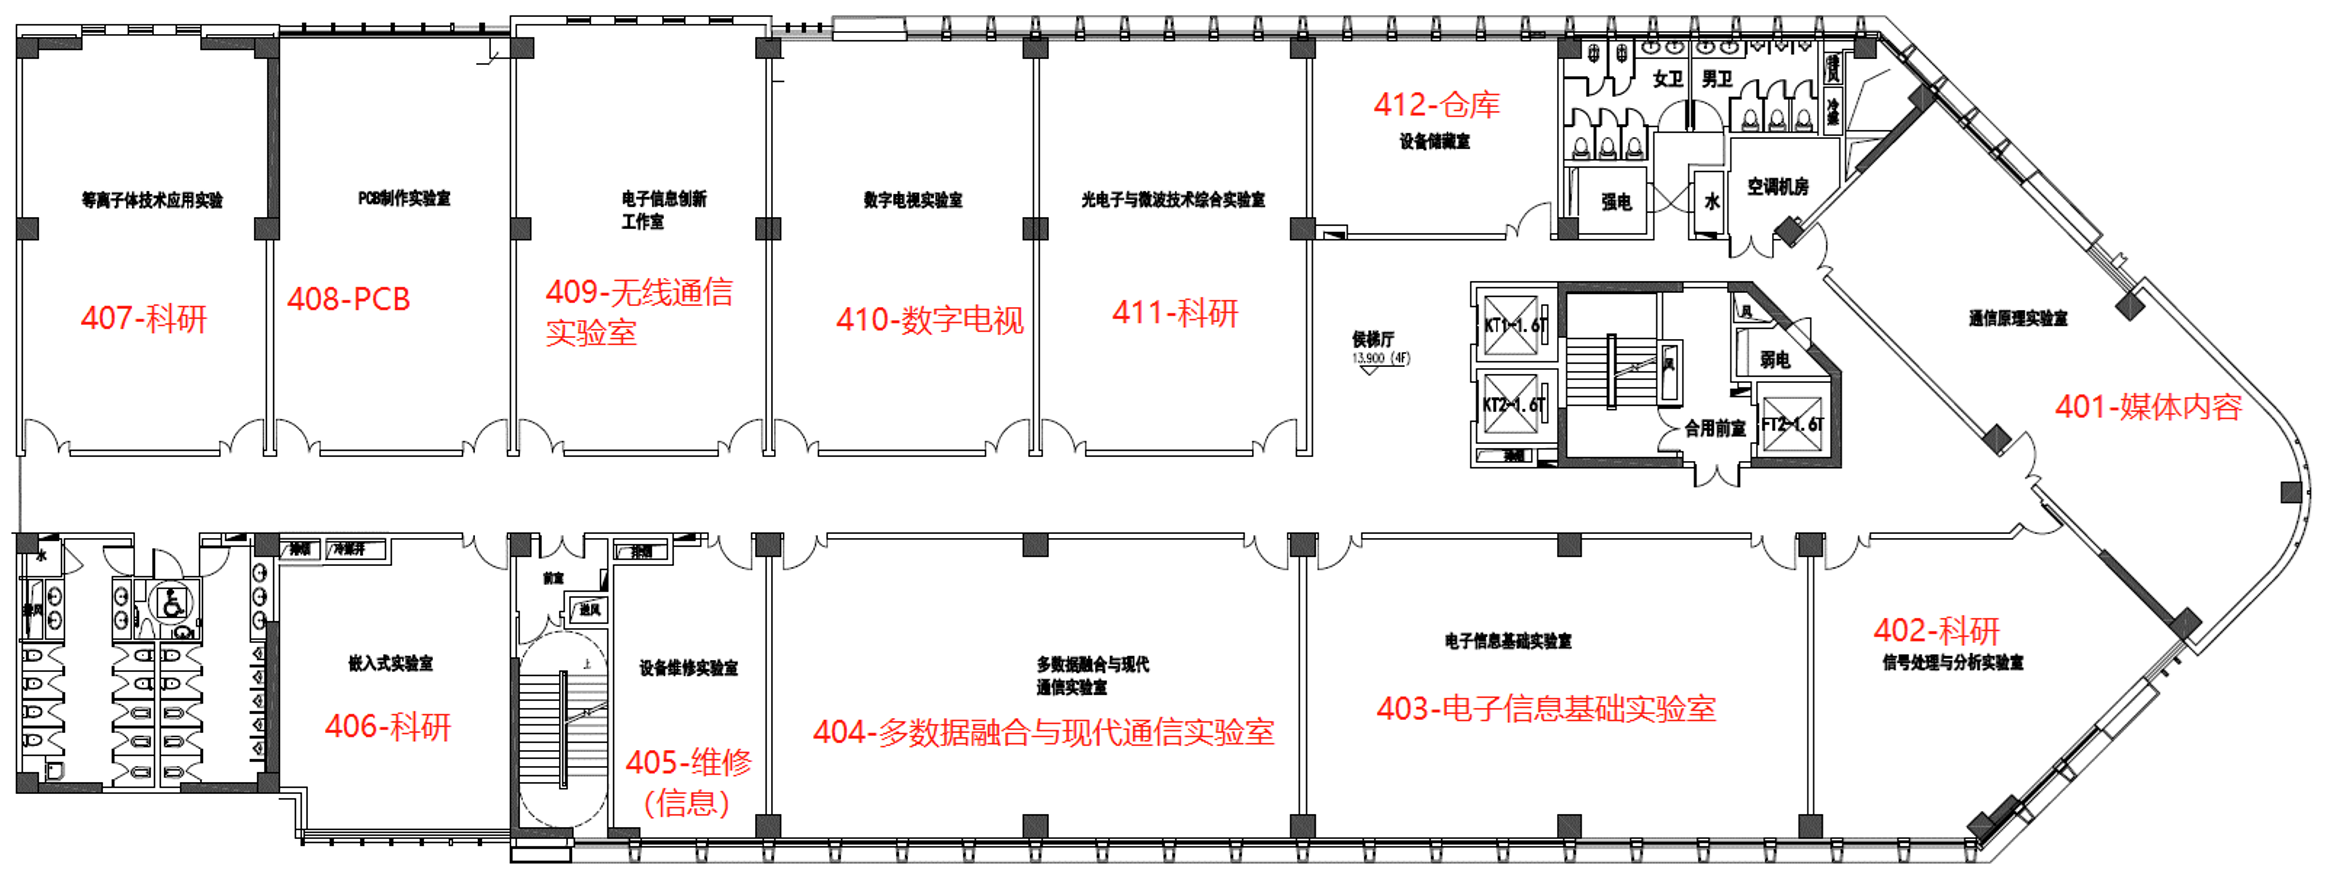 女卫
男卫
排风
冷媒
412-仓库
设备储藏室
等离子体技术应用实验
PCB制作实验室
电子信息创新
工作室
数字电视实验室
光电子与微波技术综合实验室
强电
水
空调机房
407-科研
408-PCB
409-无线通信
实验室
410-数字电视
411-科研
候梯厅
13.900 (4F)
KT1-1.6T
KT2-1.6T
排烟
风
风
弱电
合用前室
FT2-1.6T
通信原理实验室
401-媒体内容
水
排风
排烟
冷媒井
前室
送风
上
排烟
嵌入式实验室
406-科研
设备维修实验室
405-维修
（信息）
多数据融合与现代
通信实验室
404-多数据融合与现代通信实验室
电子信息基础实验室
403-电子信息基础实验室
402-科研
信号处理与分析实验室